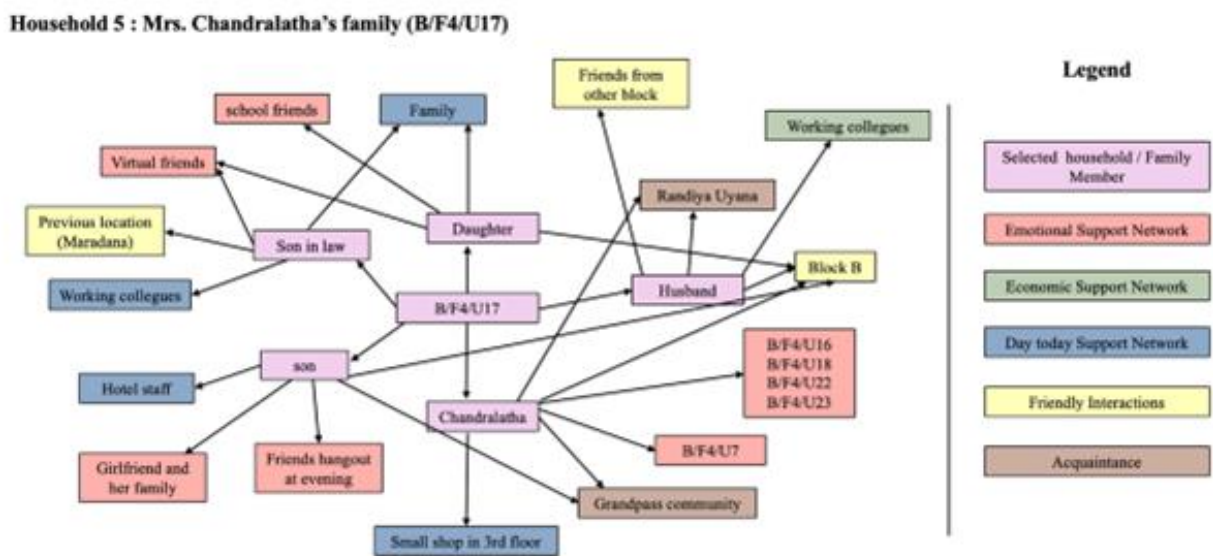 Household 5 : Mrs. Chandralatha's family (B/F4/U17)
Friends from
other block
Legend
school friends
Family
Working collegues
Virtual friends
Selected household / Family
Member
Randiya Uyana
Previous location
(Maradana)
Son in law
Daughter
Emotional Support Network
Block B
Working collegues
B/F4/U17
Husband
Economic Support Network
B/F4/U16
B/F4/U18
B/F4/U22
B/F4/U23
Day today Support Network
son
Hotel staff
Chandralatha
Friendly Interactions
B/F4/U7
Girlfriend and
her family
Friends hangout
at evening
Acquaintance
Grandpass community
Small shop in 3rd floor